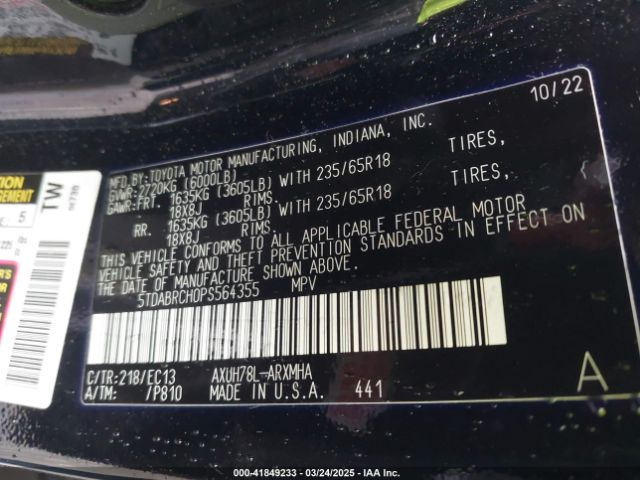 10/22
MFD.BY:TOYOTA MOTOR MANUFACTURING, INDIANA, INC.
GVWR:2720KG (6000LB)
GAWR:FRT. 1635KG (3605LB) WITH 235/65R18 TIRES,
18X8J RIMS.
RR. 1635KG (3605LB) WITH 235/65R18 TIRES,
18X8J RIMS.
THIS VEHICLE CONFORMS TO ALL APPLICABLE FEDERAL MOTOR
VEHICLE SAFETY AND THEFT PREVENTION STANDARDS IN EFFECT ON
THE DATE OF MANUFACTURE SHOWN ABOVE.
5TDABRCH0PS564355 MPV
C/TR:218/EC13 AXUH78L-ARXMHA
A/TM: /P810 MADE IN U.S.A. 441
A
TW
5
000-41849233 - 03/24/2025 - IAA Inc.